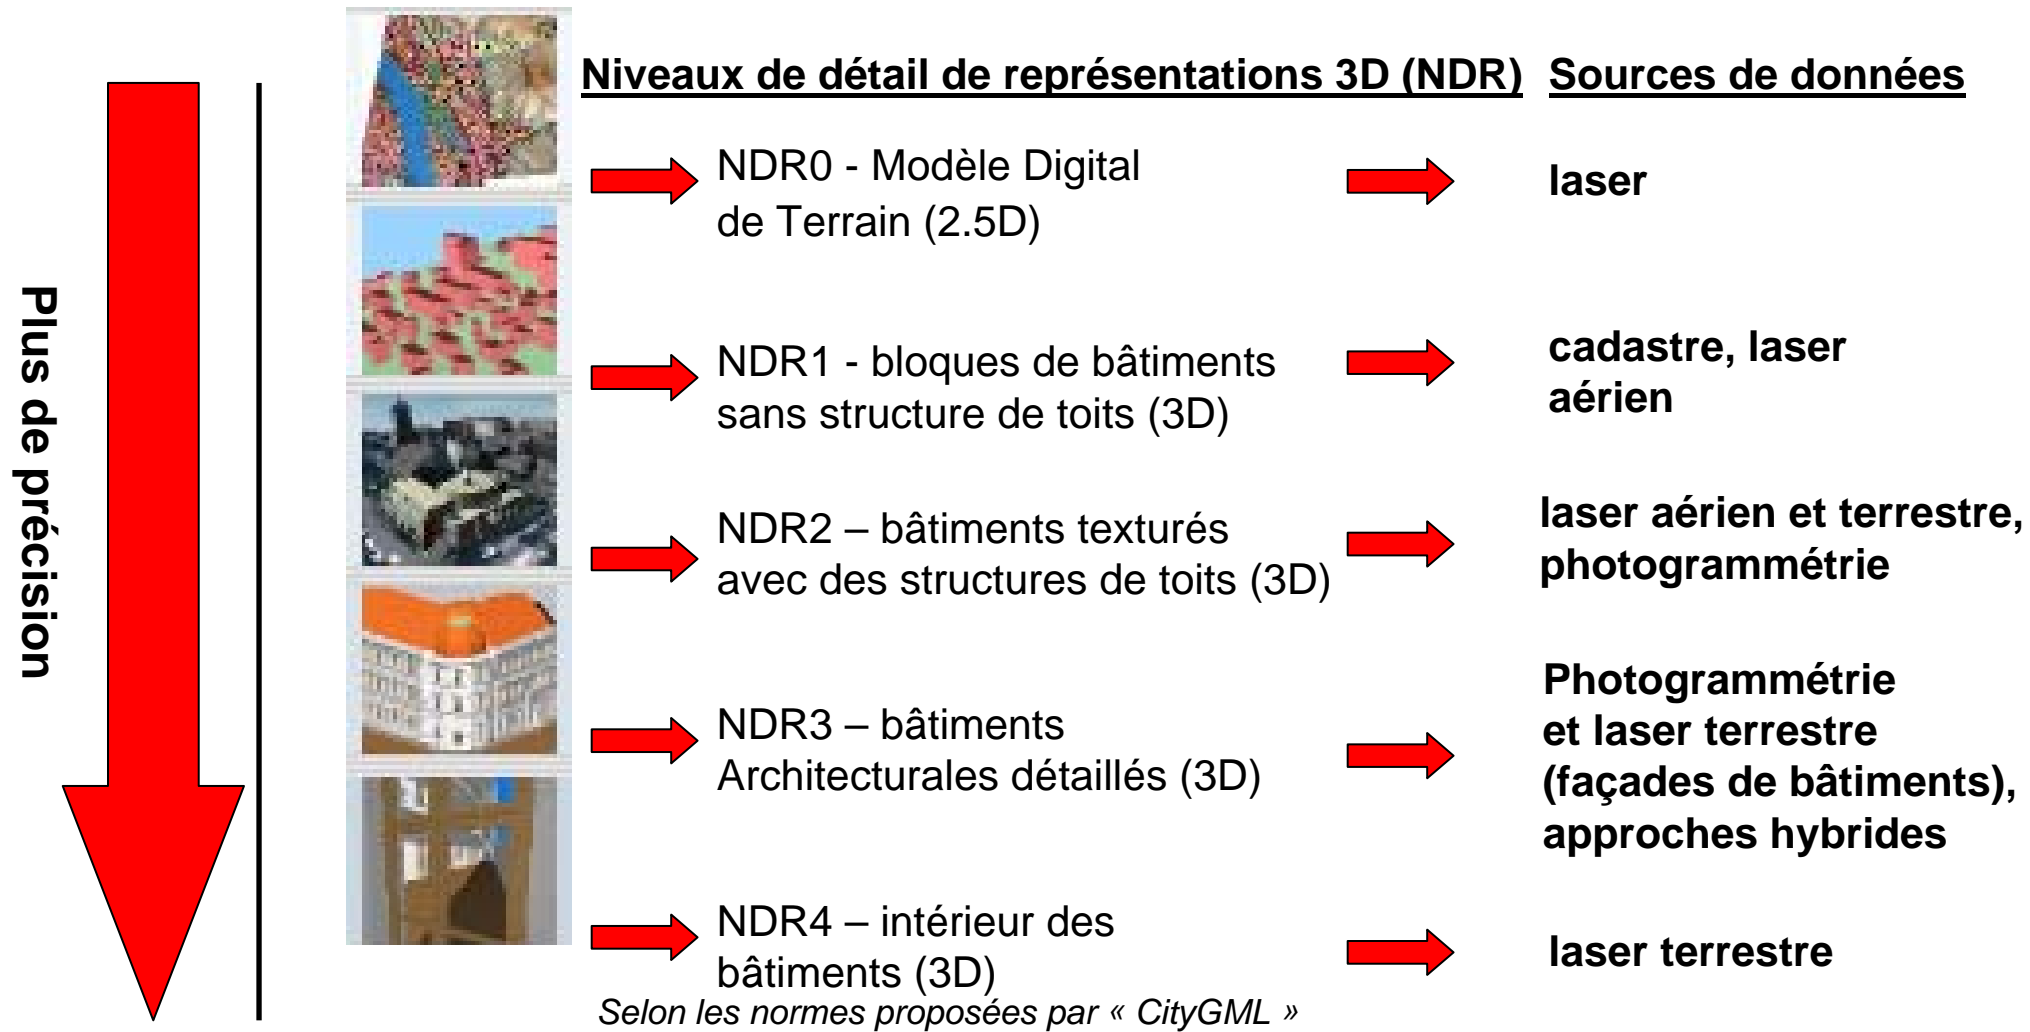 Plus de précision
Niveaux de détail de représentations 3D (NDR)
Sources de données
NDR0 - Modèle Digital
de Terrain (2.5D)
laser
NDR1 - bloques de bâtiments
sans structure de toits (3D)
cadastre, laser
aérien
NDR2 – bâtiments texturés
avec des structures de toits (3D)
laser aérien et terrestre,
photogrammétrie
NDR3 – bâtiments
Architecturales détaillés (3D)
Photogrammétrie
et laser terrestre
(façades de bâtiments),
approches hybrides
NDR4 – intérieur des
bâtiments (3D)
laser terrestre
Selon les normes proposées par « CityGML »